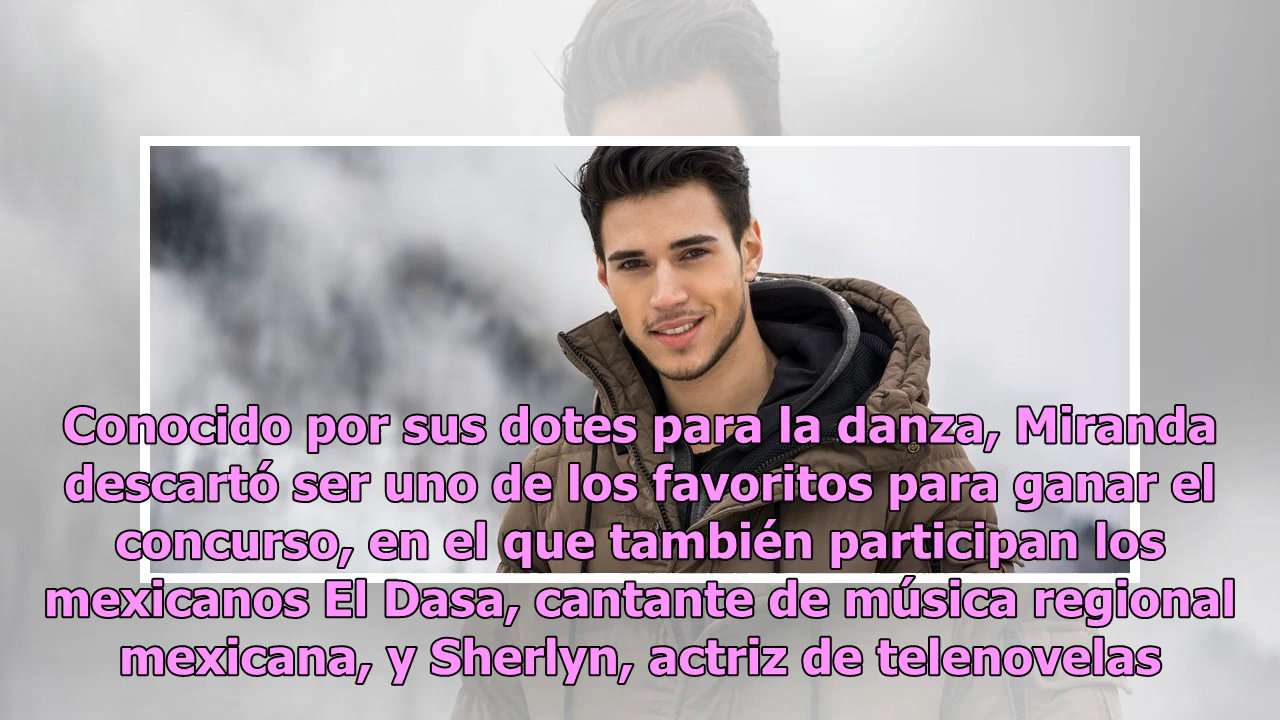 Conocido por sus dotes para la danza, Miranda
descartó ser uno de los favoritos para ganar el
concurso, en el que también participan los
mexicanos El Dasa, cantante de música regional
mexicana, y Sherlyn, actriz de telenovelas